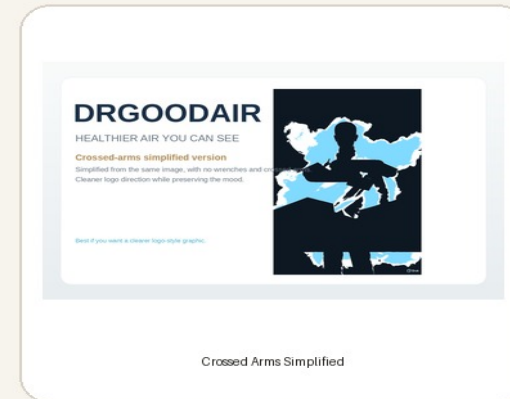 DRGOODAIR
HEALTHIER AIR YOU CAN SEE
Crossed-arms simplified version
Simplified from the same image, with no wrenches and
Cleaner logo direction while preserving the mood.
Best if you want a cleaner logo-style graphic.
Crossed Arms Simplified